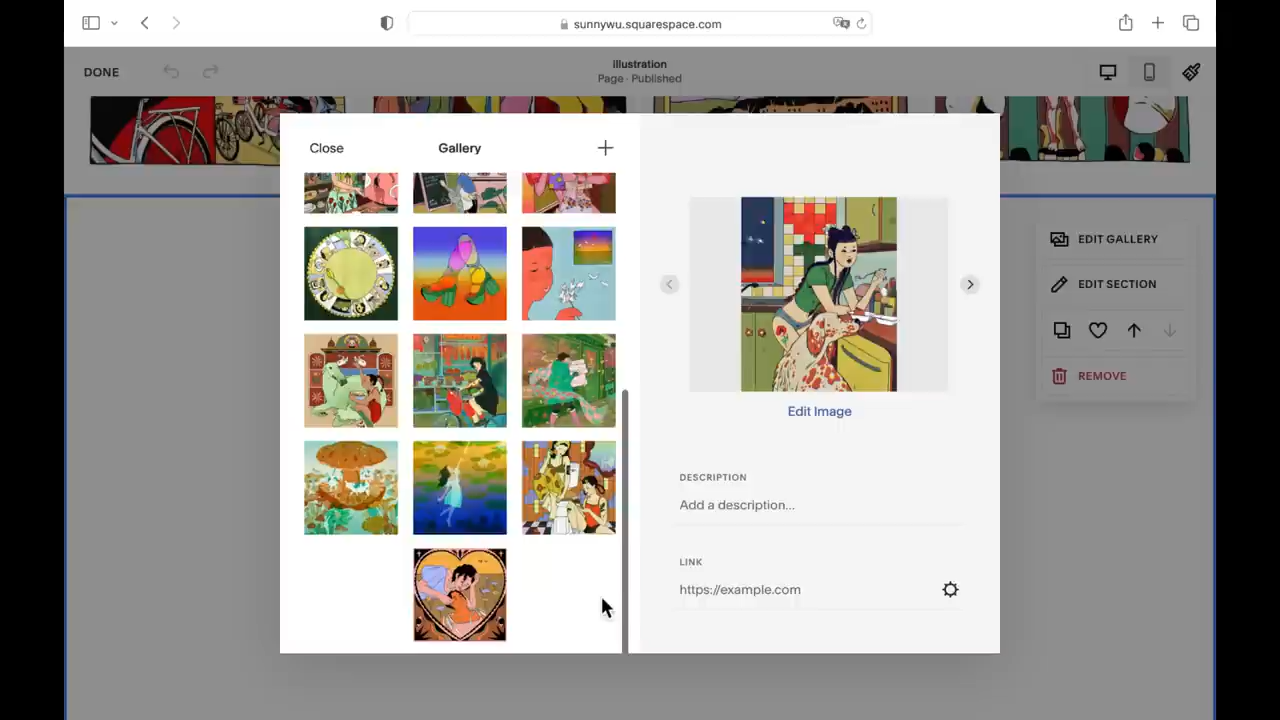 sunnywu.squarespace.com
DONE
Illustration
Page · Published
Close
Gallery
EDIT GALLERY
EDIT SECTION
REMOVE
Edit Image
DESCRIPTION
Add a description...
LINK
https://example.com